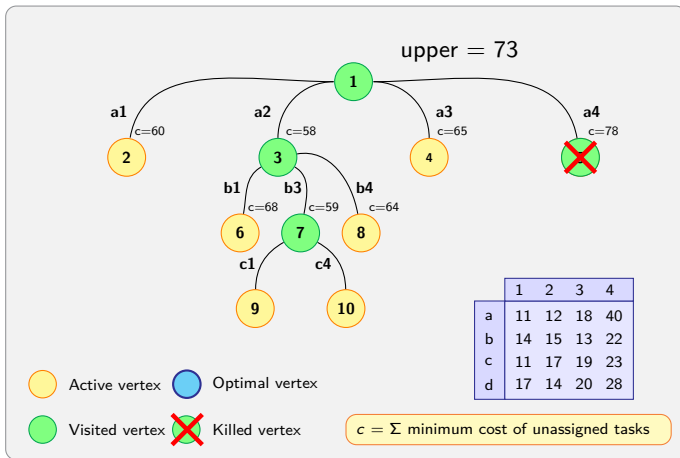 upper = 73
1
a1 a2 a3 a4
c=60 c=58 c=65 c=78
2 3 4
b1 b3 b4
c=68 c=59 c=64
6 7 8
c1 c4
9 10
1 2 3 4
a 11 12 18 40
b 14 15 13 22
c 11 17 19 23
d 17 14 20 28
Active vertex Optimal vertex
Visited vertex Killed vertex
c = Σ minimum cost of unassigned tasks